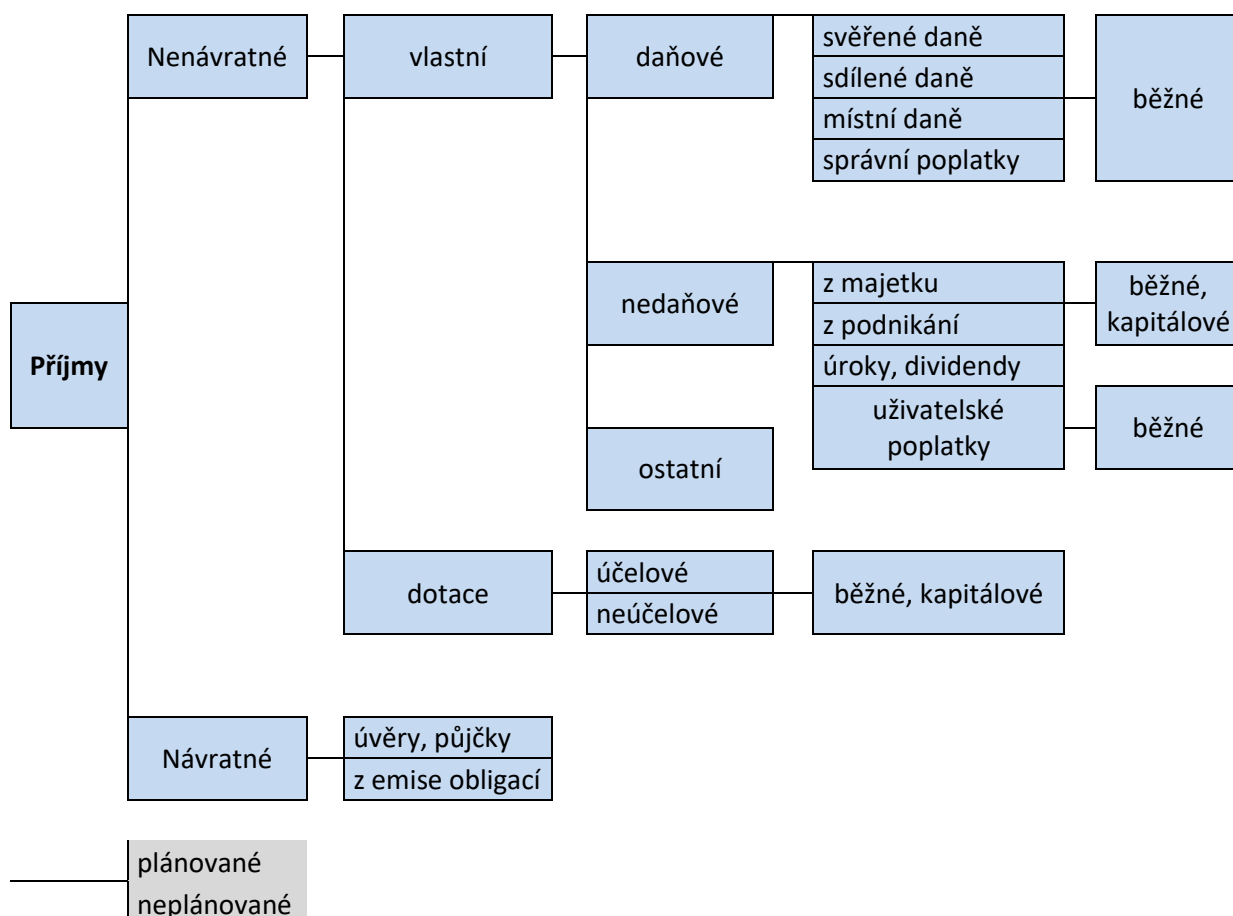 Nenávratné
vlastní
daňové
svěřené daně
sdílené daně
místní daně
správní poplatky
běžné
Příjmy
nedaňové
z majetku
z podnikání
úroky, dividendy
uživatelské
poplatky
běžné,
kapitálové
běžné
ostatní
dotace
účelové
neúčelové
běžné, kapitálové
Návratné
úvěry, půjčky
z emise obligací
plánované
neplánované